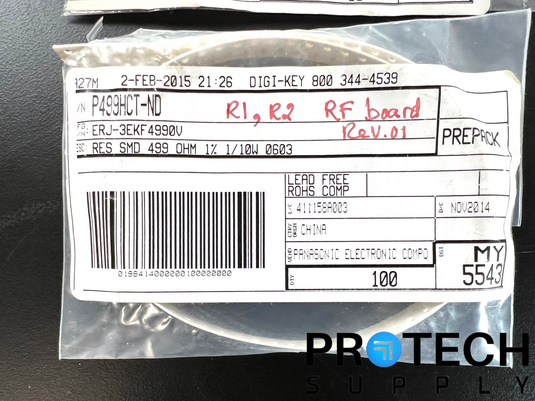 2-FEB-2015 21:26 DIGI-KEY 800 344-4539
P499HCT-ND
R1, R2 RF board
Rev.01
ERJ-3EKF4990V
RES SMD 499 OHM 1% 1/10W 0603
PREPACK
LEAD FREE
ROHS COMP
411158A003
NOV2014
CHINA
PANASONIC ELECTRONIC COMPO
MY
5543
QTY
100
PROTECH
SUPPLY